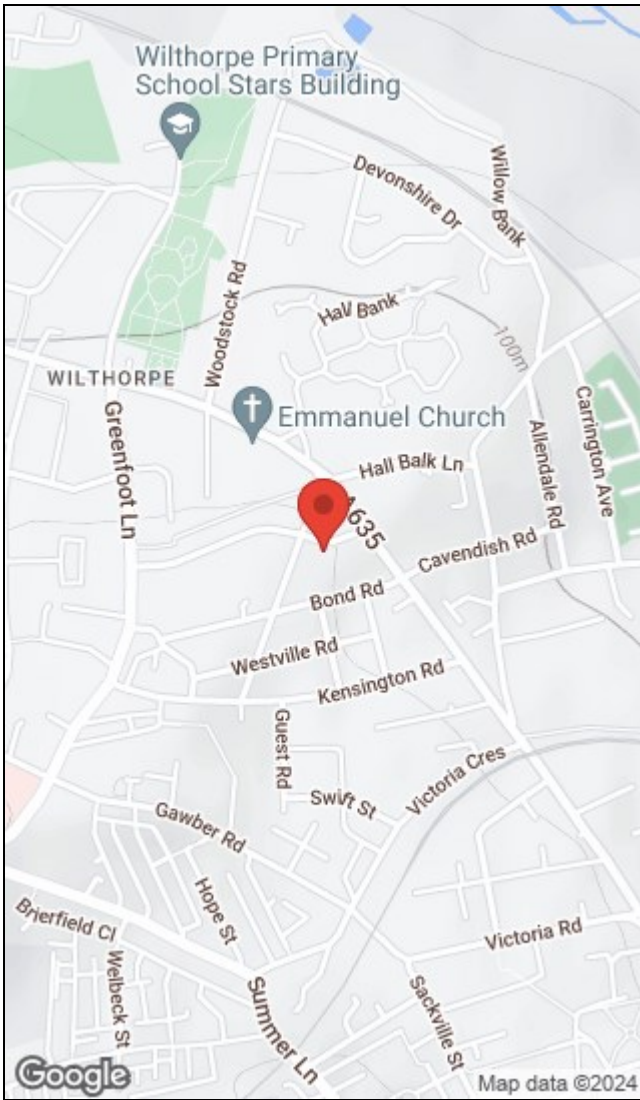 Wilthorpe Primary
School Stars Building
Willow Bank
Devonshire Dr
Woodstock Rd
Hall Bank
100m
WILTHORPE
Carrington Ave
Greenfoot Ln
Emmanuel Church
Allendale Rd
Hall Balk Ln
A635
Cavendish Rd
Bond Rd
Westville Rd
Kensington Rd
Guest Rd
Victoria Cres
Swift St
Gawber Rd
Hope St
Brierfield Cl
Victoria Rd
Welbeck St
Summer Ln
Sackville St
Google
Map data ©2024